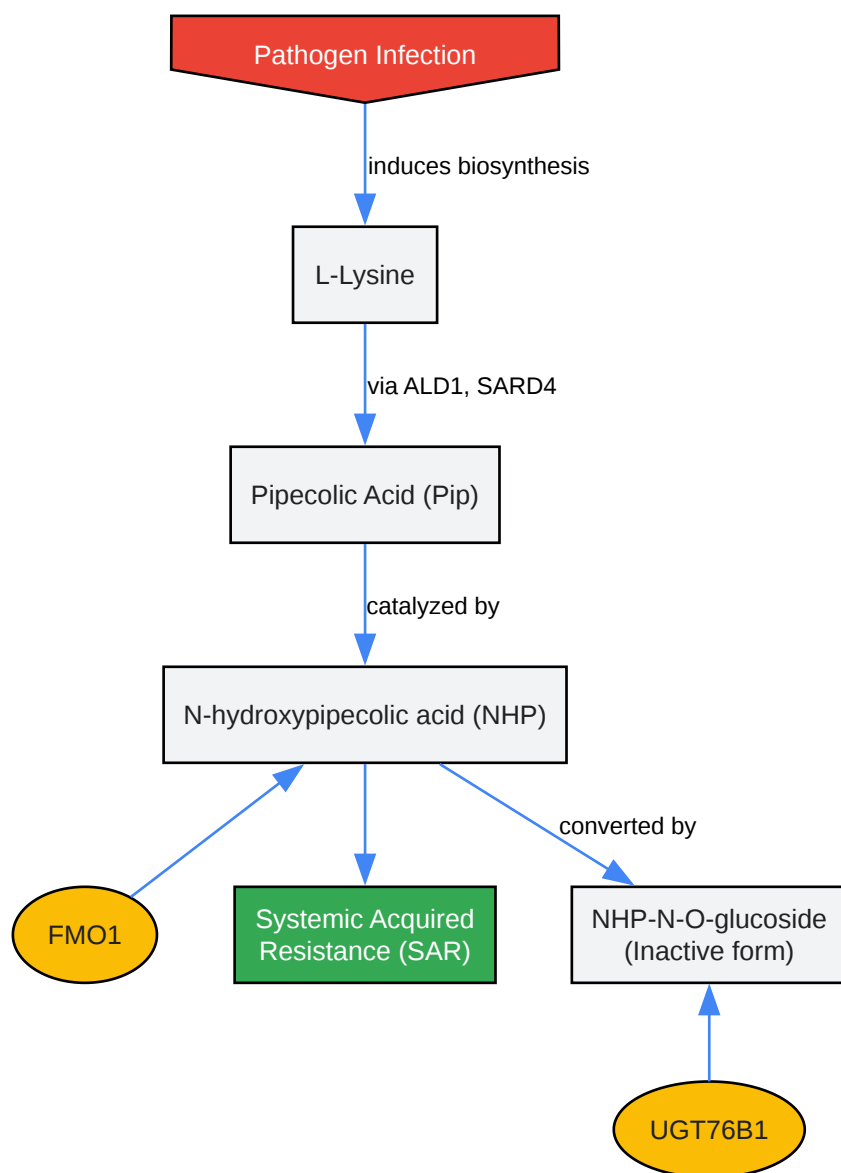 Pathogen Infection
induces biosynthesis
L-Lysine
via ALD1, SARD4
Pipecolic Acid (Pip)
catalyzed by
N-hydroxypipecolic acid (NHP)
converted by
FMO1
Systemic Acquired
Resistance (SAR)
NHP-N-O-glucoside
(Inactive form)
UGT76B1